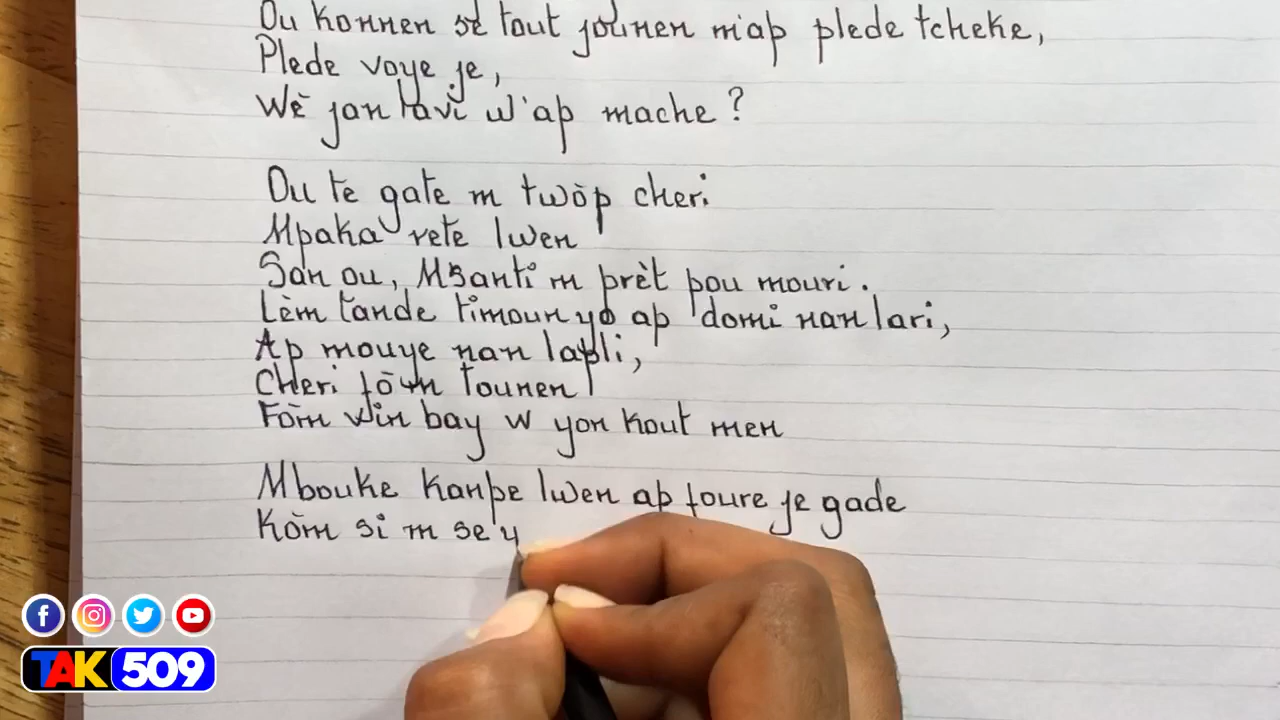 Ou konnen sè tout jounen m'ap plede tcheke,
Plede voye je,
Wè jan lavi w'ap mache?
Ou te gate m twòp cheri
Mpaka rete lwen
San ou, Msanti m prèt pou mouri.
Lèm tande timoun yo ap domi nan lari,
Ap mouye nan lapli,
Cheri fòwn tounen
Fòm vin bay w yon kout men
Mbouke kanpe lwen ap foure je gade
Kòm si m se y
TAK 509